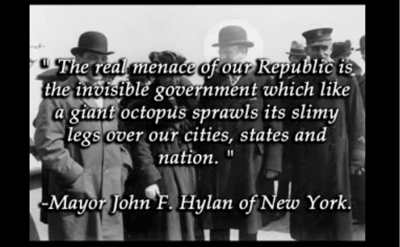 " The real menace of our Republic is
the invisible government which like
a giant octopus sprawls its slimy
legs over our cities, states and
nation. "
-Mayor John F. Hylan of New York.